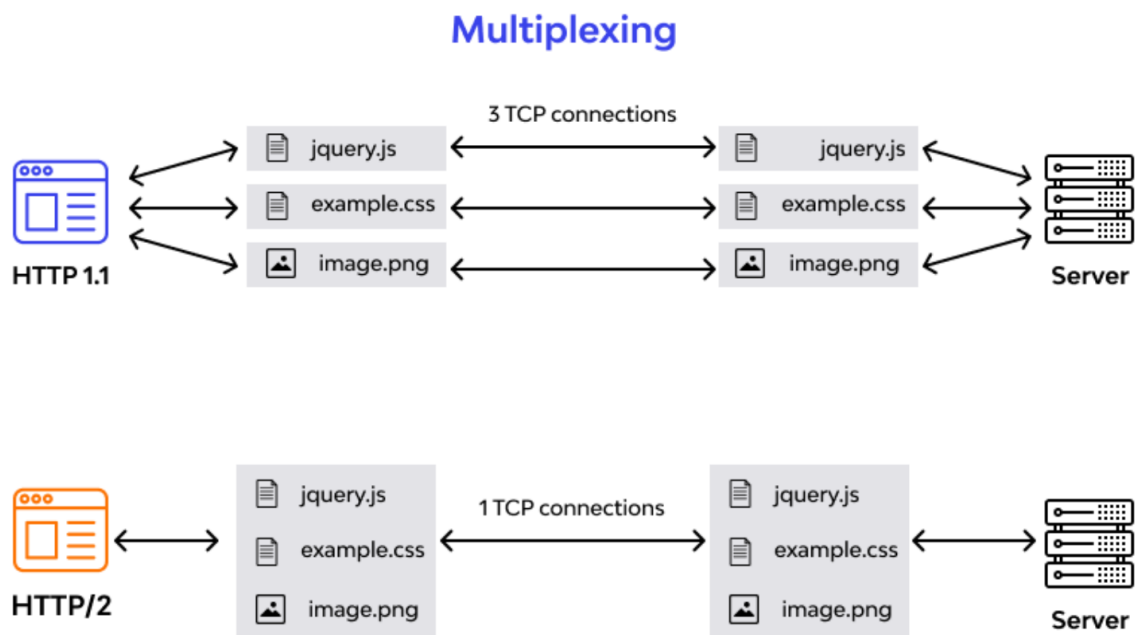 Multiplexing
3 TCP connections
jquery.js
jquery.js
example.css
example.css
image.png
image.png
HTTP 1.1
Server
1 TCP connections
jquery.js
jquery.js
example.css
example.css
image.png
image.png
HTTP/2
Server